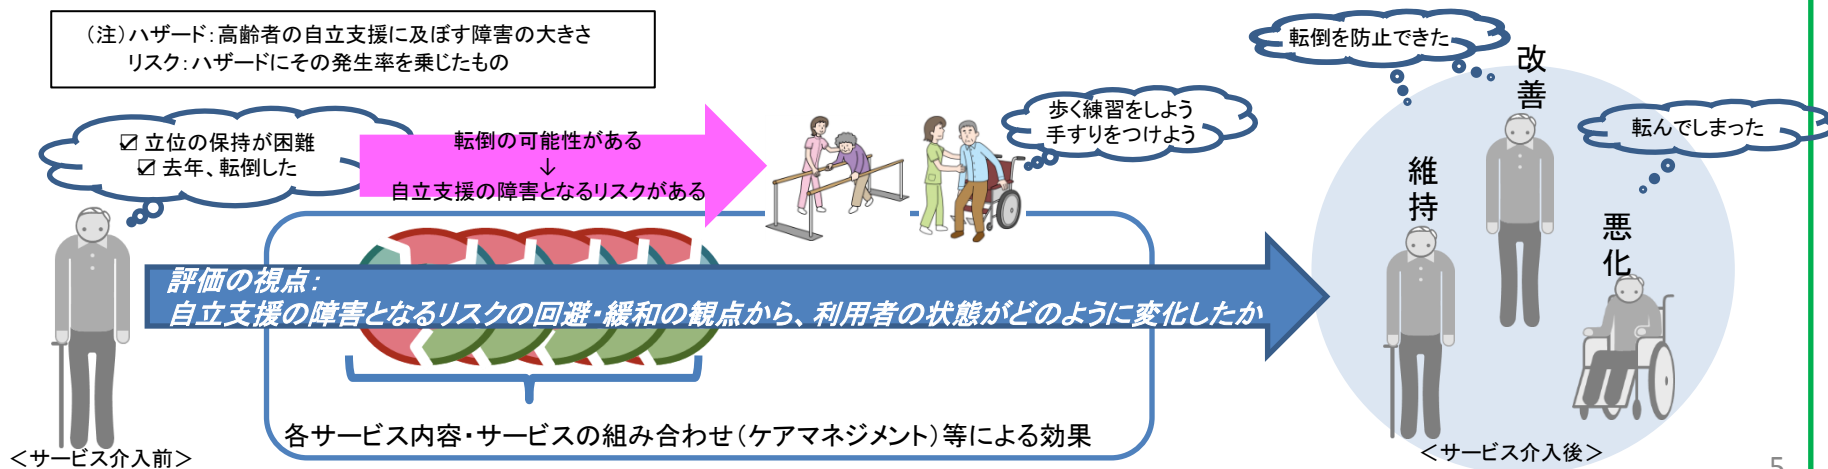 （注）ハザード：高齢者の自立支援に及ぼす障害の大きさ
リスク：ハザードにその発生率を乗じたもの
☑ 立位の保持が困難
☑ 去年、転倒した
転倒の可能性がある
↓
自立支援の障害となるリスクがある
歩く練習をしよう
手すりをつけよう
転倒を防止できた
改善
転んでしまった
維持
悪化
評価の視点：
自立支援の障害となるリスクの回避・緩和の観点から、利用者の状態がどのように変化したか
各サービス内容・サービスの組み合わせ（ケアマネジメント）等による効果
＜サービス介入前＞
＜サービス介入後＞
5